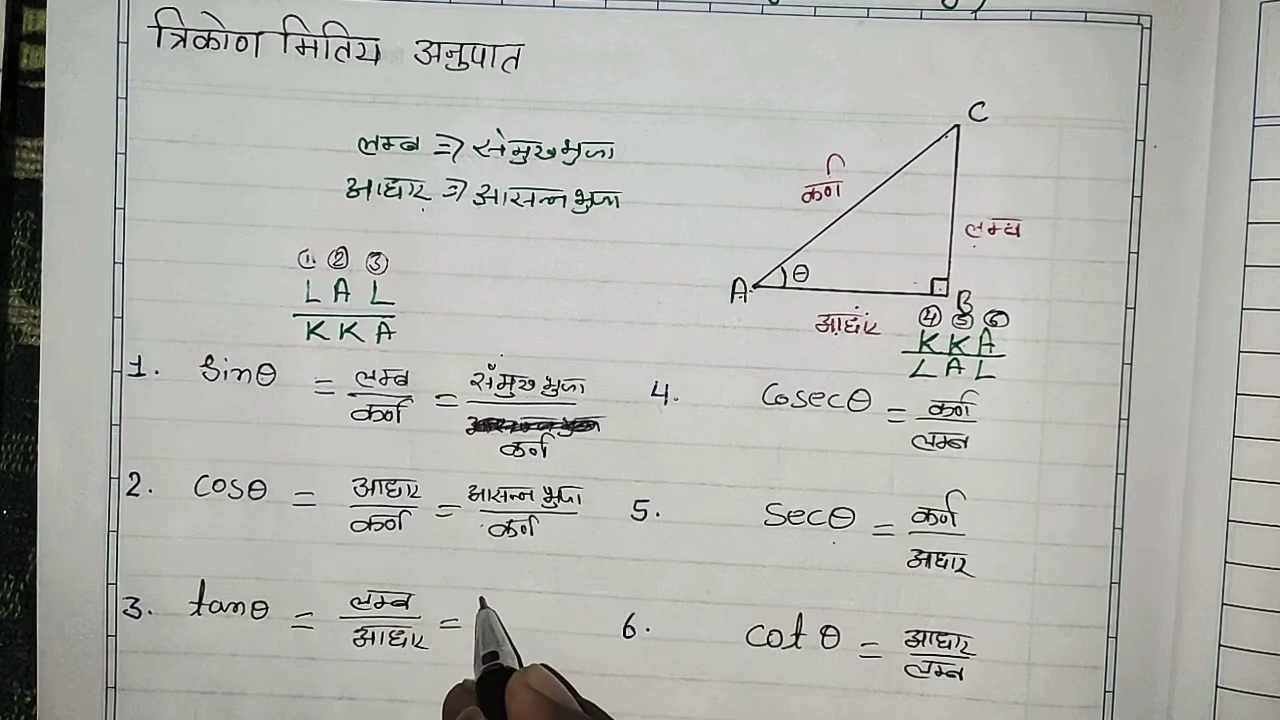 त्रिकोण मितिय अनुपात
लम्ब ⇒ सॆमुख भुजा
आधार ⇒ आसन्न भुजा
C
कर्ण
लम्ब
A θ
B
आधार
① ② ③
L A L
K K A
④ ⑤ ⑥
K K A
L A L
1. Sinθ = लम्ब/कर्ण = सॆमुख भुजा/कर्ण
4. Cosecθ = कर्ण/लम्ब
2. cosθ = आधार/कर्ण = आसन्न भुजा/कर्ण
5. secθ = कर्ण/आधार
3. tanθ = लम्ब/आधार =
6. cot θ = आधार/लम्ब